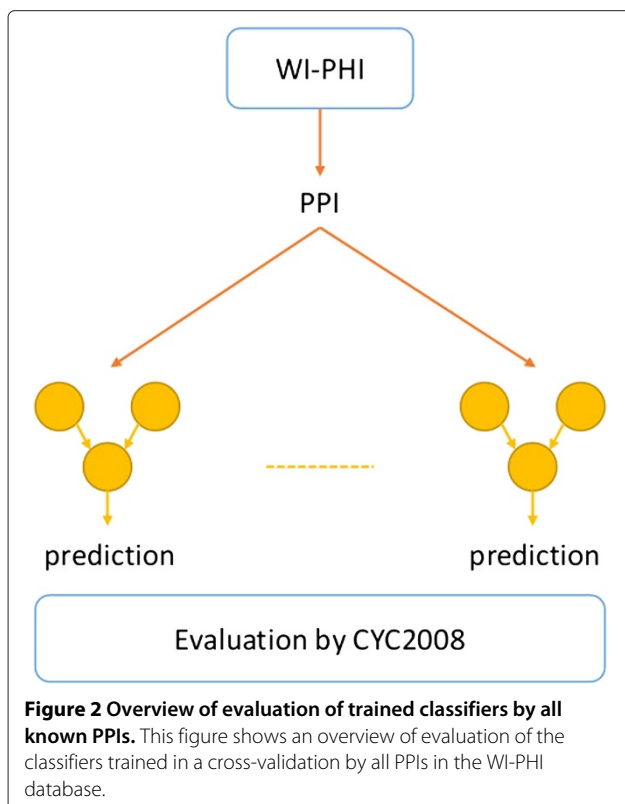 WI-PHI
PPI
prediction prediction
Evaluation by CYC2008
Figure 2 Overview of evaluation of trained classifiers by all
known PPIs. This figure shows an overview of evaluation of the
classifiers trained in a cross-validation by all PPIs in the WI-PHI
database.